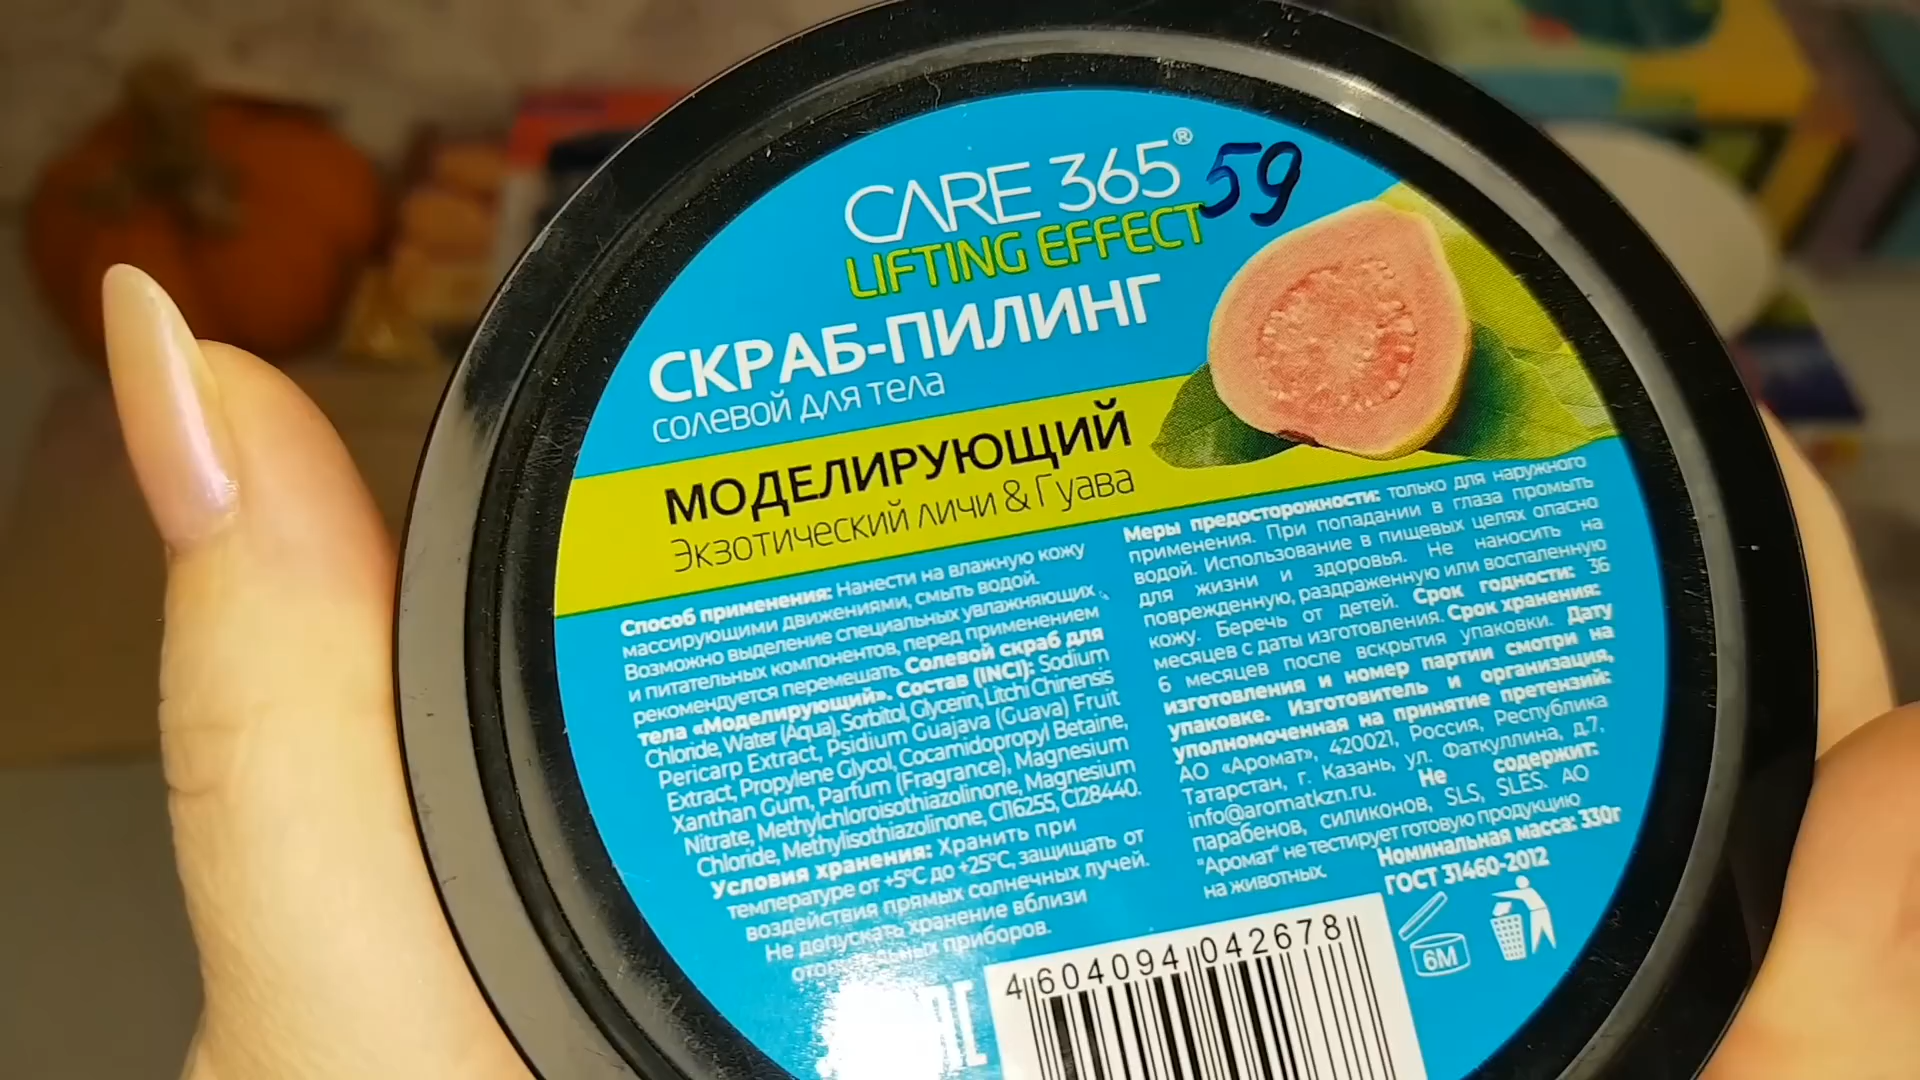 CARE 365®
59
LIFTING EFFECT
СКРАБ-ПИЛИНГ
солевой для тела
МОДЕЛИРУЮЩИЙ
Экзотический личи & Гуава
Способ применения: Нанести на влажную кожу
массирующими движениями, смыть водой.
Возможно выделение специальных увлажняющих
и питательных компонентов, перед применением
рекомендуется перемешать. Солевой скраб для
тела «Моделирующий». Состав (INCI): Sodium
Chloride, Water (Aqua), Sorbitol, Glycerin, Litchi Chinensis
Pericarp Extract, Psidium Guajava (Guava) Fruit
Extract, Propylene Glycol, Cocamidopropyl Betaine,
Xanthan Gum, Parfum (Fragrance), Magnesium
Nitrate, Methylchloroisothiazolinone, Magnesium
Chloride, Methylisothiazolinone, CI16255, CI28440.
Условия хранения: Хранить при
температуре от +5°C до +25°C, защищать от
воздействия прямых солнечных лучей.
Не допускать хранение вблизи
отопительных приборов.
Меры предосторожности: только для наружного
применения. При попадании в глаза промыть
водой. Использование в пищевых целях опасно
для жизни и здоровья. Не наносить на
поврежденную, раздраженную или воспаленную
кожу. Беречь от детей. Срок годности: 36
месяцев с даты изготовления. Срок хранения:
6 месяцев после вскрытия упаковки. Дату
изготовления и номер партии смотри на
упаковке. Изготовитель и организация,
уполномоченная на принятие претензий:
АО «Аромат», 420021, Россия, Республика
Татарстан, г. Казань, ул. Фаткуллина, д.7,
info@aromatkzn.ru. Не содержит:
парабенов, силиконов, SLS, SLES. АО
"Аромат" не тестирует готовую продукцию
на животных.
Номинальная масса: 330г
ГОСТ 31460-2012
6M
4 604094 042678